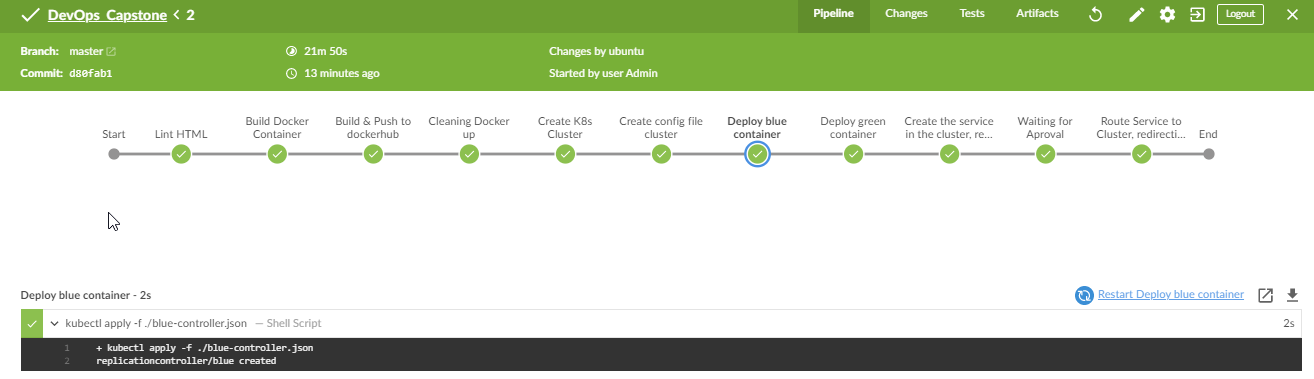 DevOps_Capstone < 2
Pipeline Changes Tests Artifacts Logout
Branch: master 21m 50s Changes by ubuntu
Commit: d80fab1 13 minutes ago Started by user Admin
Start
Lint HTML
Build Docker
Container
Build & Push to
dockerhub
Cleaning Docker
up
Create K8s
Cluster
Create config file
cluster
Deploy blue
container
Deploy green
container
Create the service
in the cluster, re...
Waiting for
Aproval
Route Service to
Cluster, redirecti...
End
Deploy blue container - 2s Restart Deploy blue container
kubectl apply -f ./blue-controller.json — Shell Script 2s
1 + kubectl apply -f ./blue-controller.json
2 replicationcontroller/blue created